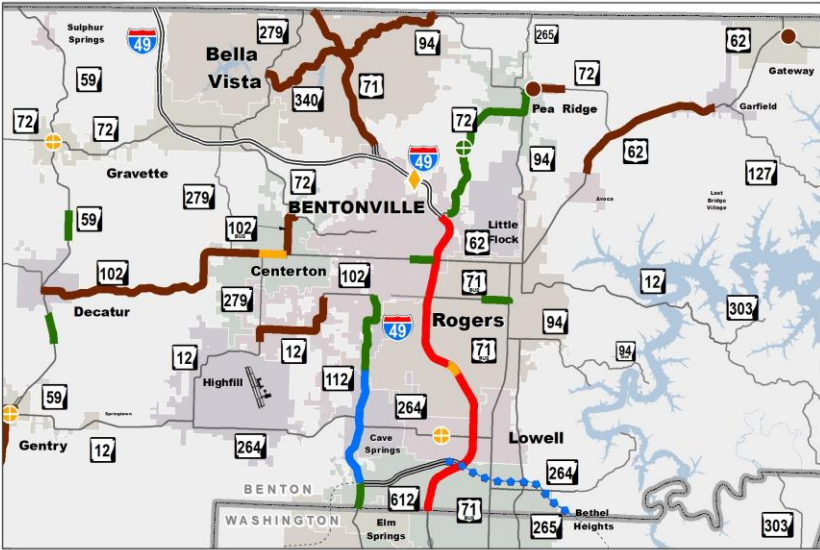 Sulphur
Springs
49
279
94
265
62
Bella
Vista
Gateway
59
71
72
Garfield
340
Pea Ridge
72
72
72
62
Gravette
94
49
127
279
72
BENTONVILLE
Avoca
Lost
Bridge
Village
59
102
BUS
62
Little
Flock
Centerton
102
71
BUS
12
102
303
Decatur
279
Rogers
94
49
12
12
71
BUS
94
SPUR
Highfill
112
59
Springtown
264
Gentry
12
264
Cave
Springs
Lowell
264
BENTON
612
71
BUS
Bethel
Heights
WASHINGTON
Elm
Springs
265
303